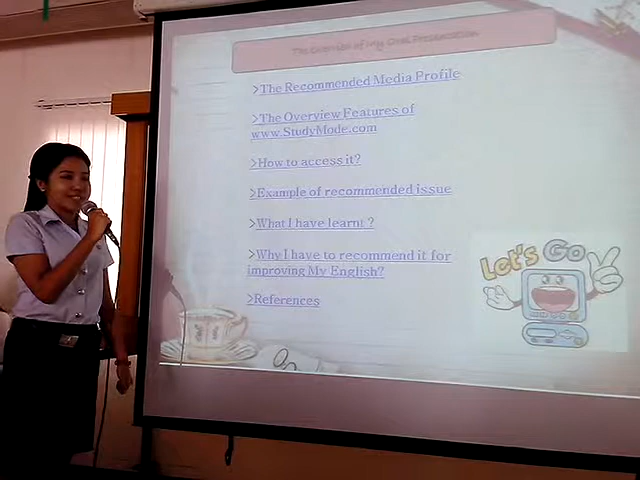 The Overview of My Oral Presentation
>The Recommended Media Profile
>The Overview Features of
www.StudyMode.com
>How to access it?
>Example of recommended issue
>What I have learnt ?
>Why I have to recommend it for
improving My English?
>References
Let's Go